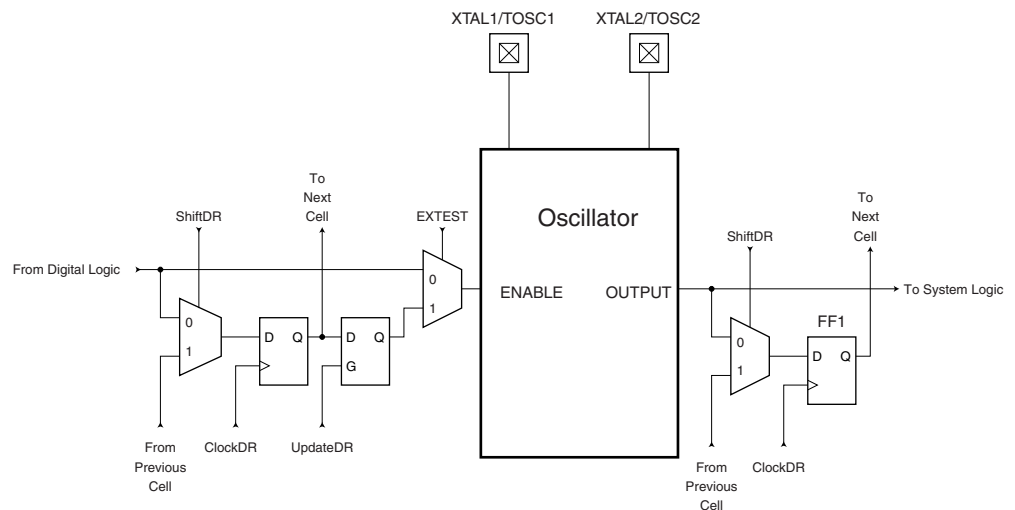 XTAL1/TOSC1
XTAL2/TOSC2
To
Next
Cell
ShiftDR
EXTEST
From Digital Logic
0
1
D Q
D Q
G
0
1
From
Previous
Cell
ClockDR
UpdateDR
Oscillator
ENABLE
OUTPUT
To
Next
Cell
ShiftDR
To System Logic
FF1
0
1
D Q
From
Previous
Cell
ClockDR